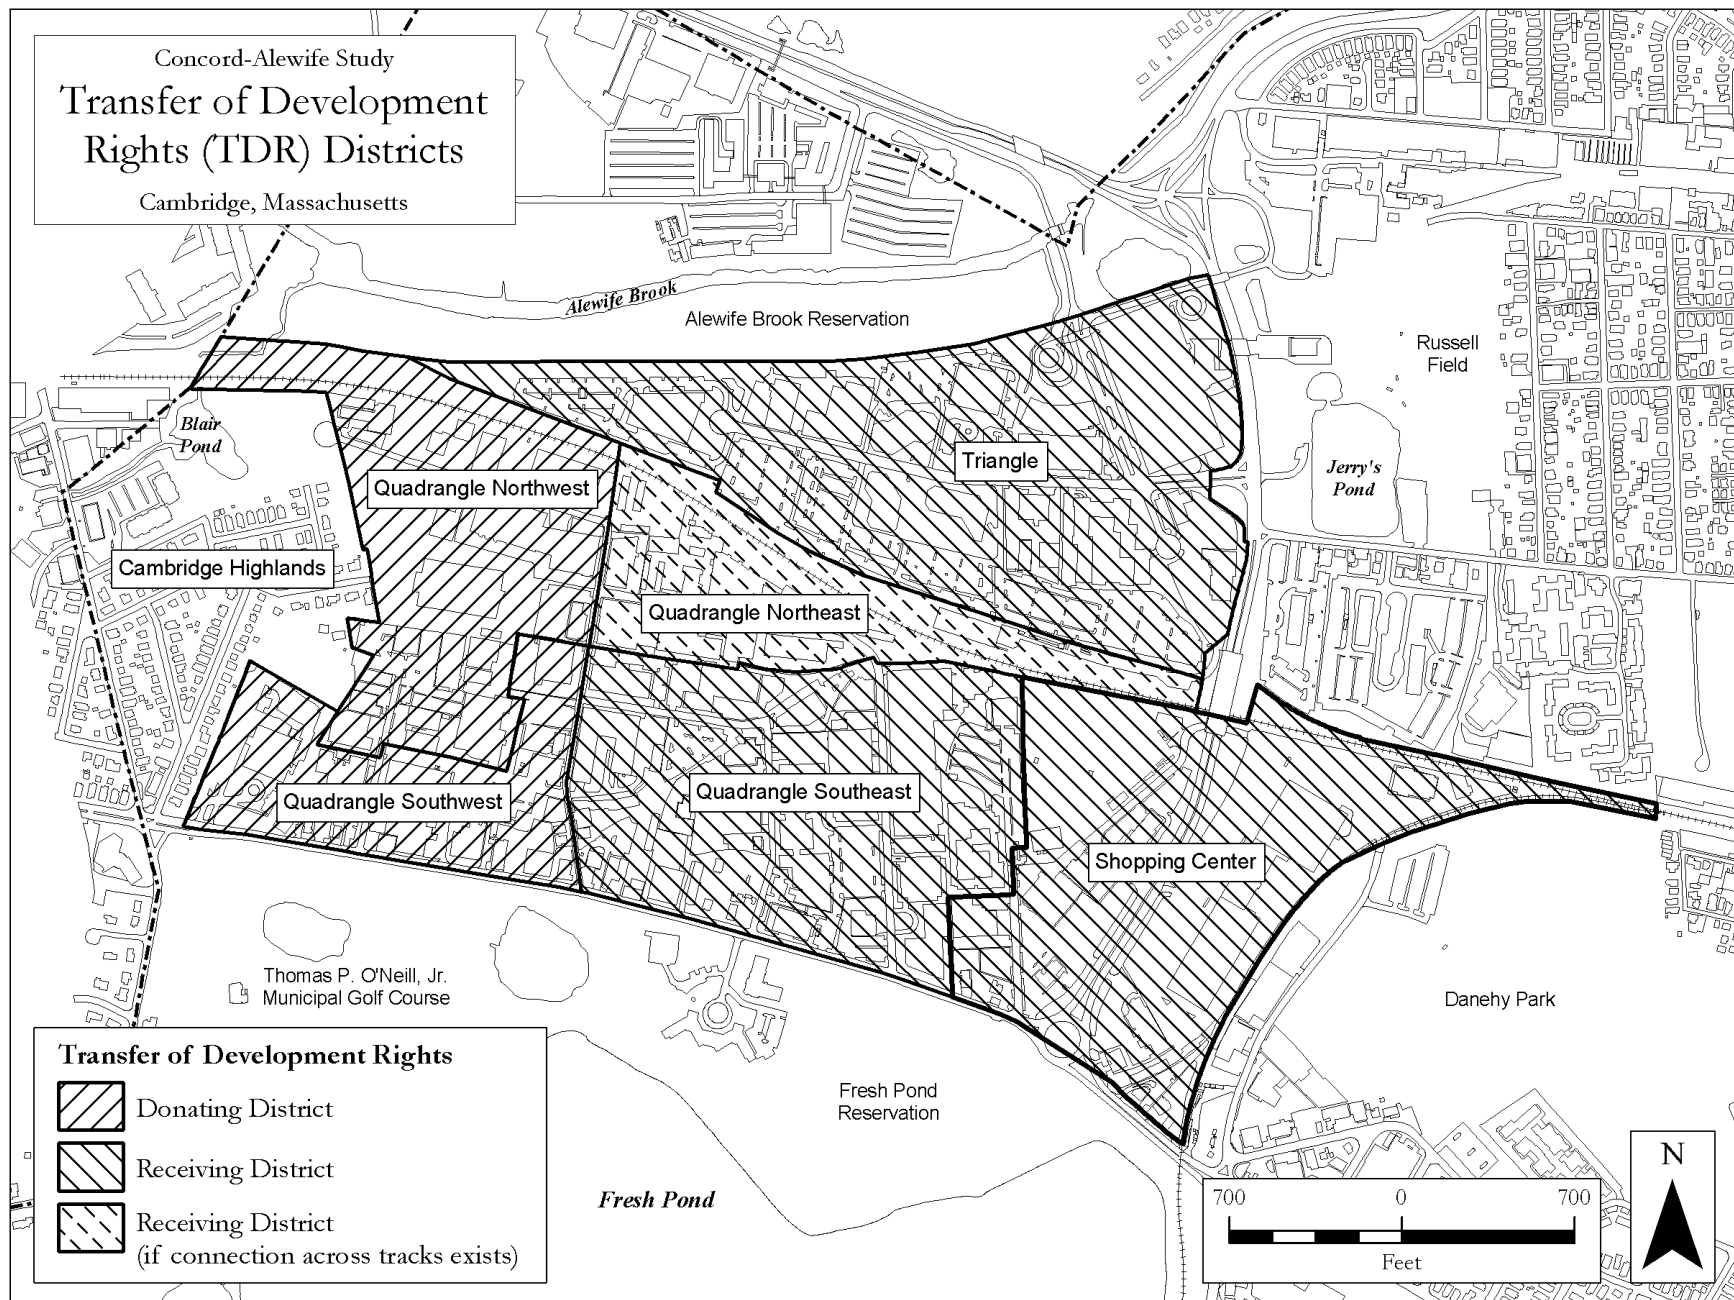 Concord-Alewife Study
Transfer of Development
Rights (TDR) Districts
Cambridge, Massachusetts
Alewife Brook
Alewife Brook Reservation
Russell
Field
Blair
Pond
Triangle
Jerry's
Pond
Quadrangle Northwest
Cambridge Highlands
Quadrangle Northeast
Quadrangle Southeast
Quadrangle Southwest
Shopping Center
Thomas P. O'Neill, Jr.
Municipal Golf Course
Danehy Park
Fresh Pond
Reservation
Fresh Pond
Transfer of Development Rights
Donating District
Receiving District
Receiving District
(if connection across tracks exists)
700 0 700
Feet
N